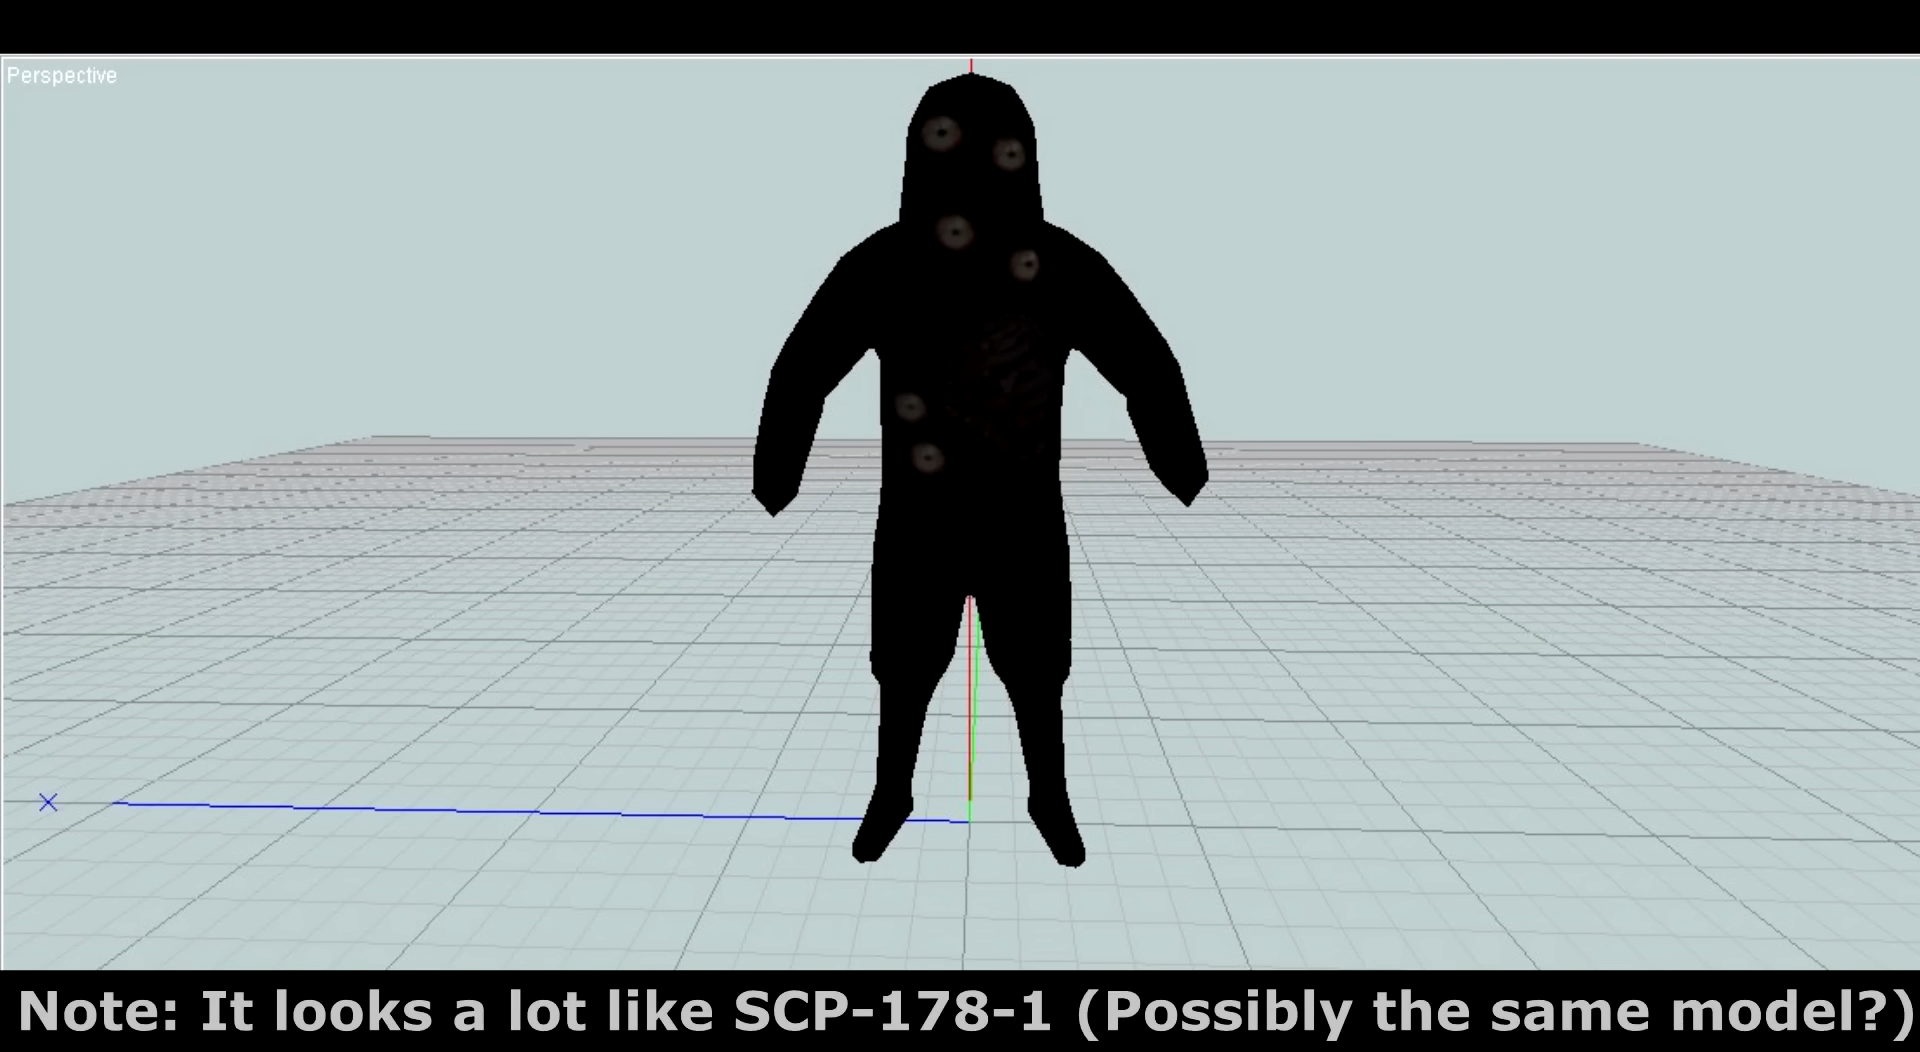 Perspective
Note: It looks a lot like SCP-178-1 (Possibly the same model?)